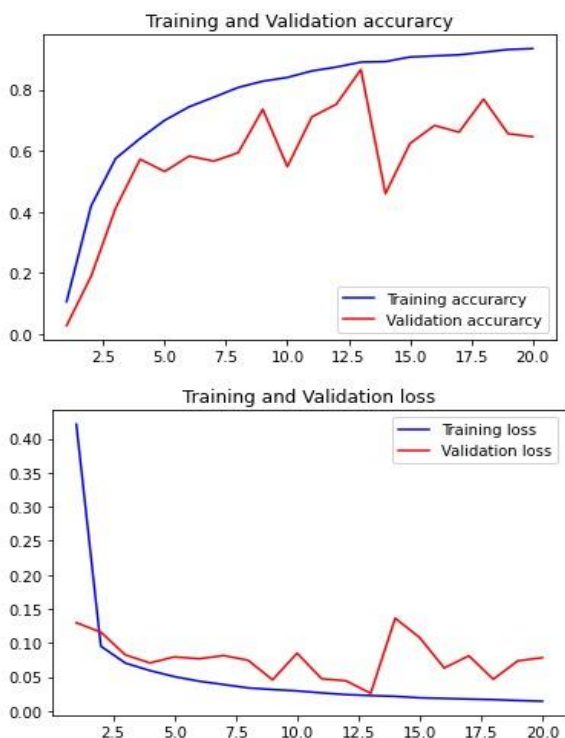 Training and Validation accurarcy
0.8
0.6
0.4
0.2
0.0
Training accurarcy
Validation accurarcy
2.5 5.0 7.5 10.0 12.5 15.0 17.5 20.0
Training and Validation loss
0.40
0.35
0.30
0.25
0.20
0.15
0.10
0.05
0.00
Training loss
Validation loss
2.5 5.0 7.5 10.0 12.5 15.0 17.5 20.0